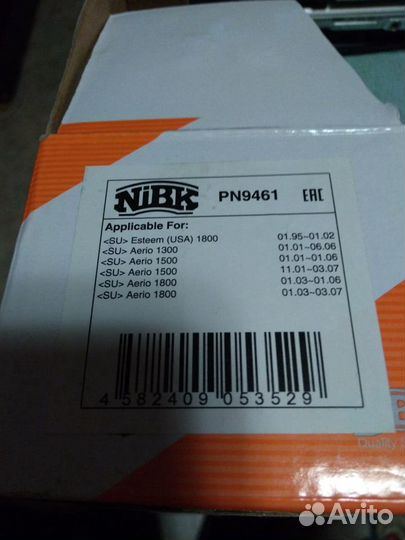 NiBK PN9461 EAC
Applicable For:
<SU> Esteem (USA) 1800 01.95~01.02
<SU> Aerio 1300 01.01~06.06
<SU> Aerio 1500 01.01~01.06
<SU> Aerio 1500 11.01~03.07
<SU> Aerio 1800 01.03~01.06
<SU> Aerio 1800 01.03~03.07
4 582409 053529
Quality
Avito